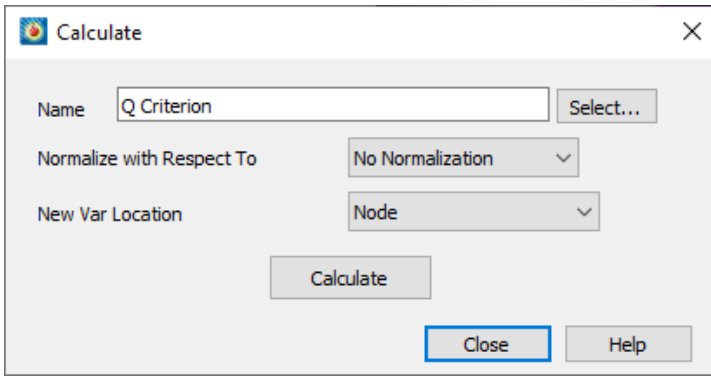 Calculate
Name Q Criterion Select...
Normalize with Respect To No Normalization
New Var Location Node
Calculate
Close Help